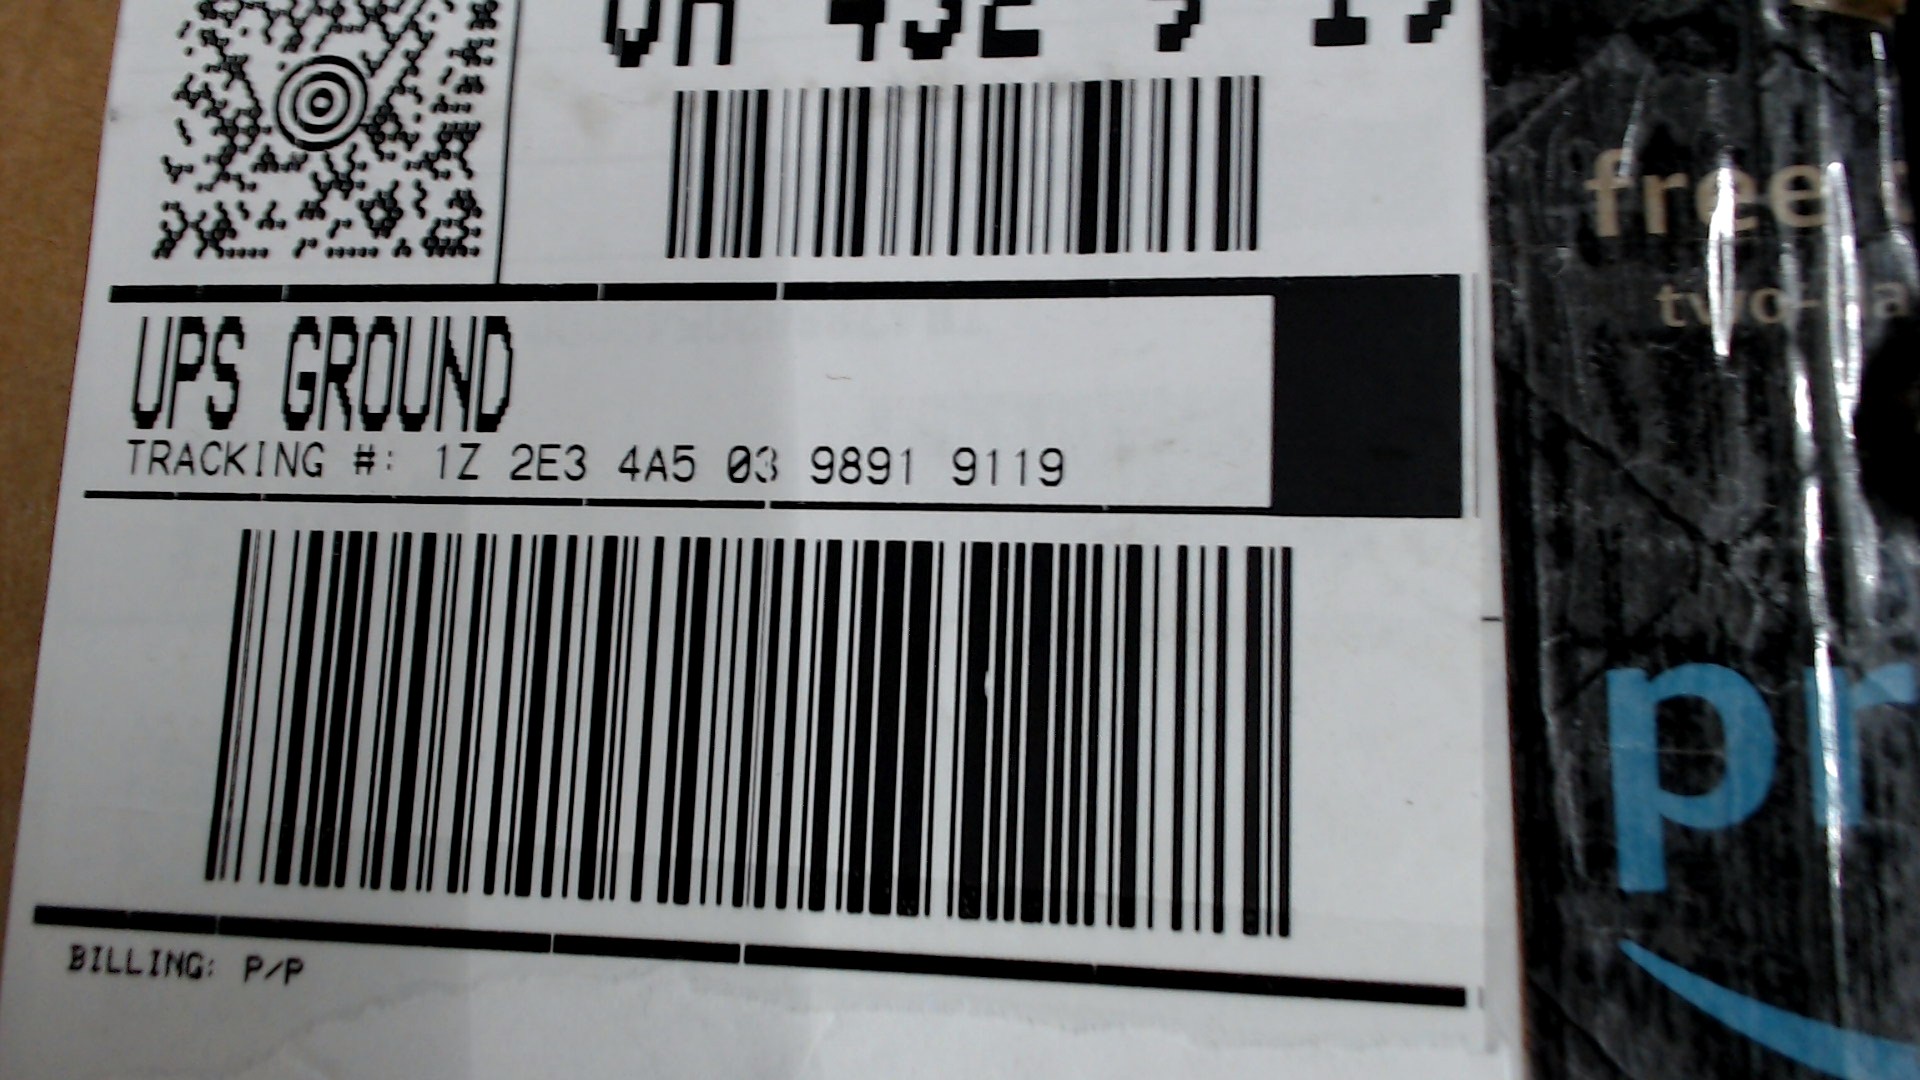 UPS GROUND
TRACKING #: 1Z 2E3 4A5 03 9891 9119
BILLING: P/P
free
pr